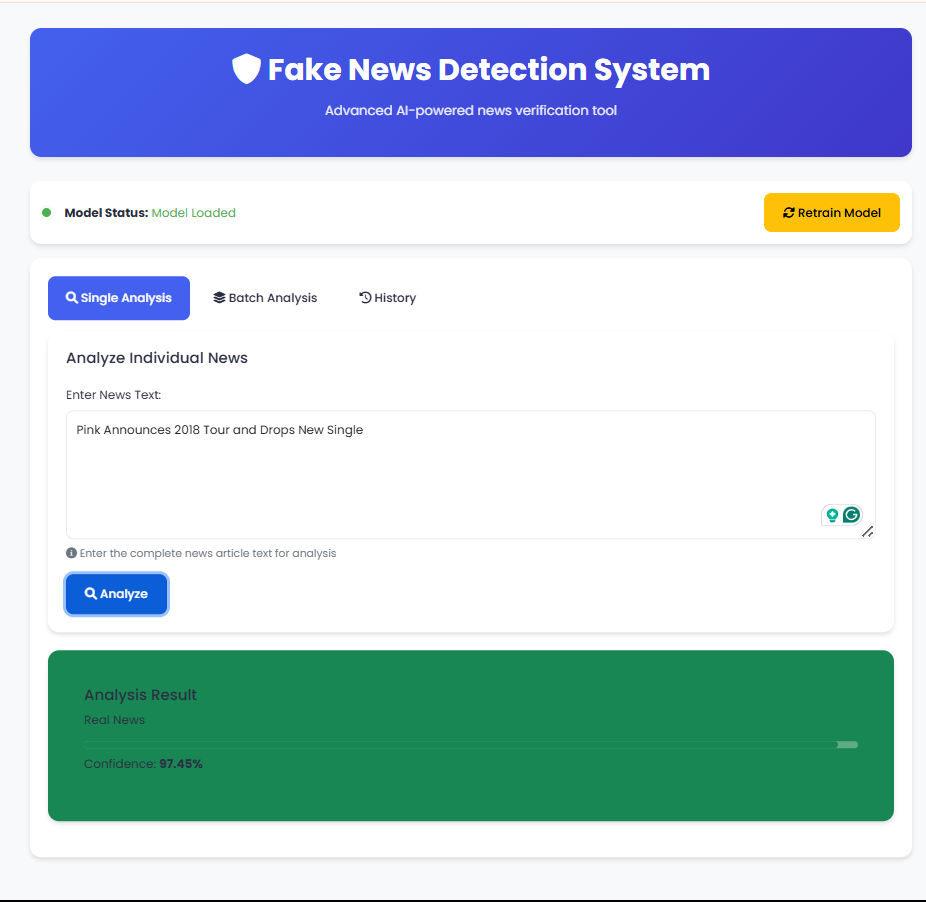 Fake News Detection System
Advanced AI-powered news verification tool
Model Status: Model Loaded
Retrain Model
Single Analysis
Batch Analysis
History
Analyze Individual News
Enter News Text:
Pink Announces 2018 Tour and Drops New Single
Enter the complete news article text for analysis
Analyze
Analysis Result
Real News
Confidence: 97.45%